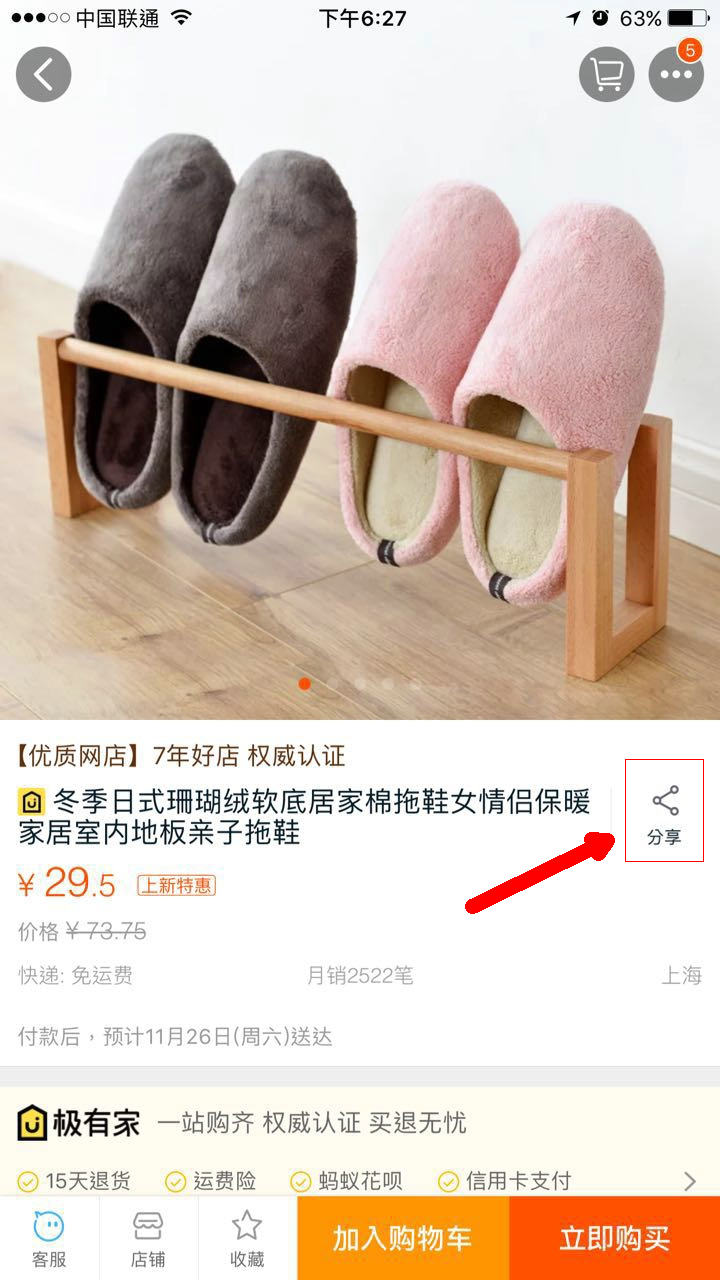 中国联通
下午6:27
63%
5
【优质网店】7年好店 权威认证
冬季日式珊瑚绒软底居家棉拖鞋女情侣保暖
家居室内地板亲子拖鞋
分享
¥ 29.5 上新特惠
价格 ¥ 73.75
快递: 免运费 月销2522笔 上海
付款后，预计11月26日(周六)送达
极有家 一站购齐 权威认证 买退无忧
15天退货 运费险 蚂蚁花呗 信用卡支付
客服 店铺 收藏 加入购物车 立即购买